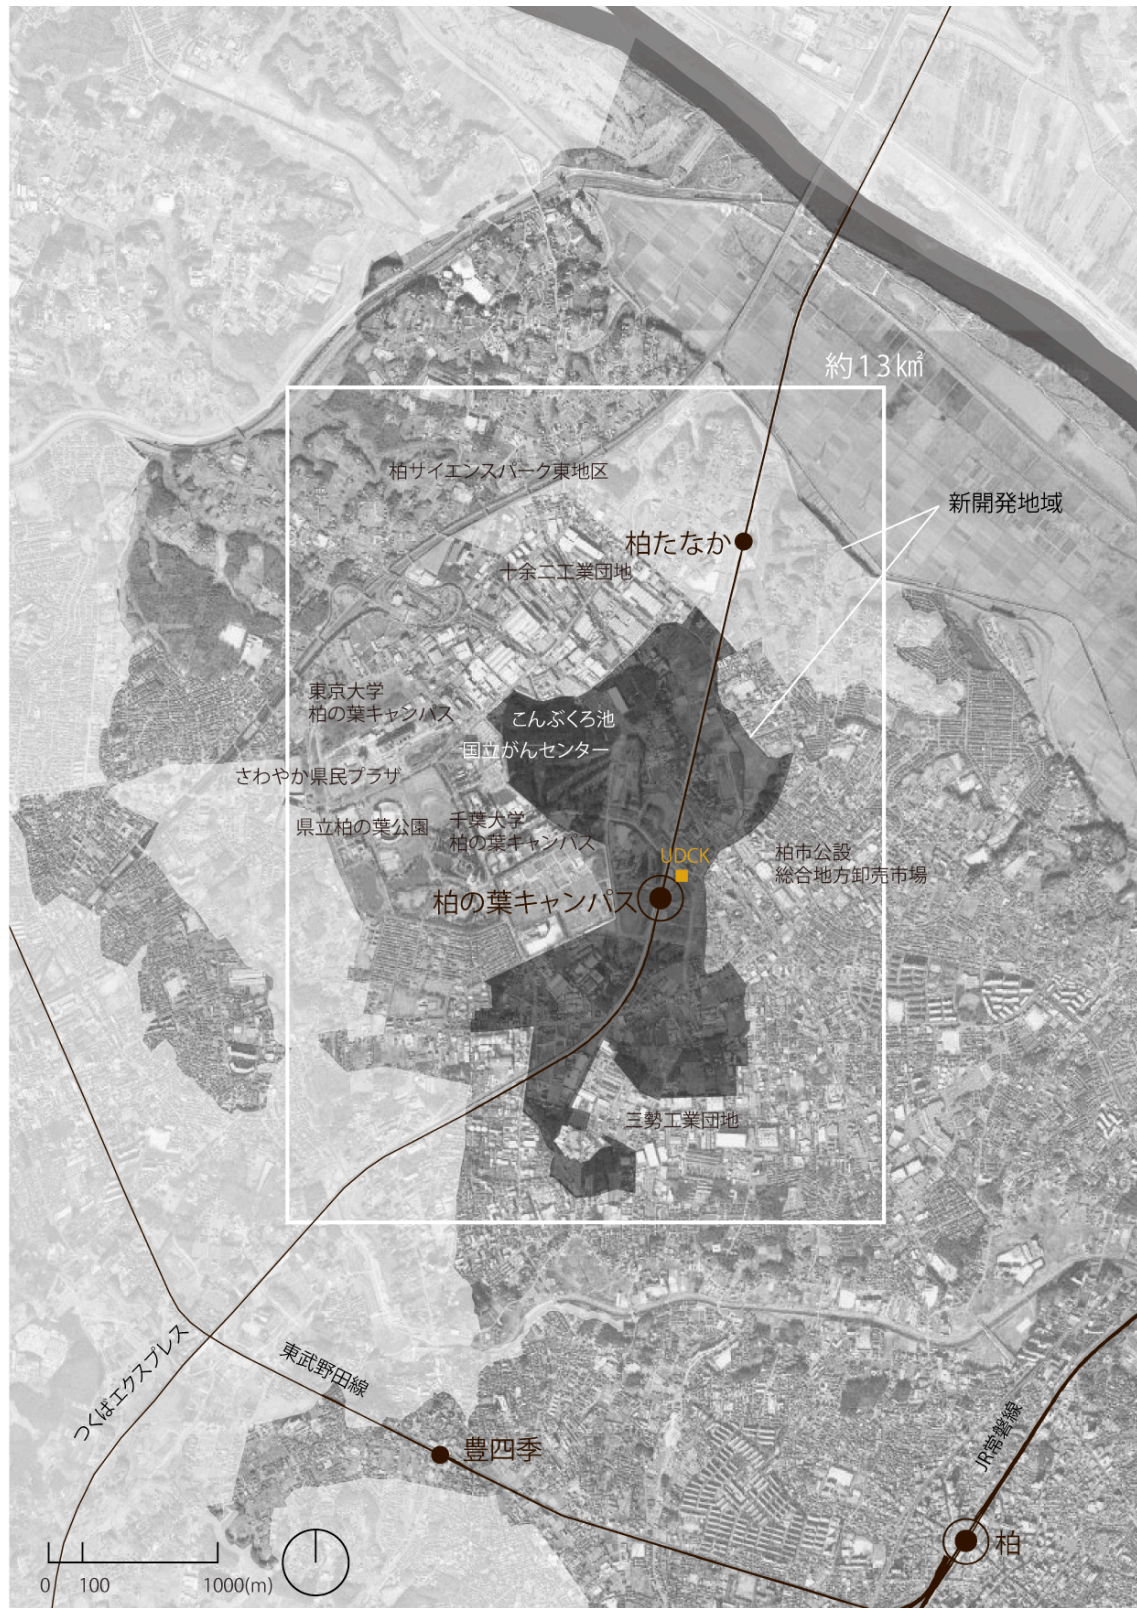 約13㎢
柏サイエンスパーク東地区
新開発地域
柏たなか
十余二工業団地
東京大学
柏の葉キャンパス
こんぶくろ池
国立がんセンター
さわやか県民プラザ
県立柏の葉公園
千葉大学
柏の葉キャンパス
UDCK
柏市公設
総合地方卸売市場
柏の葉キャンパス
三勢工業団地
つくばエクスプレス
東武野田線
豊四季
JR常磐線
柏
0 100 1000(m)